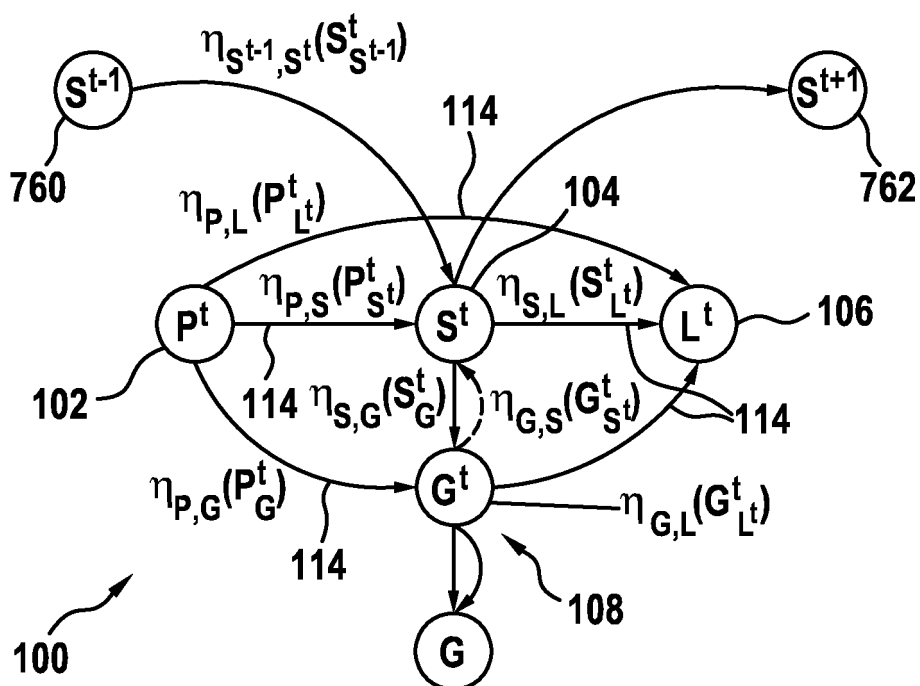 η_{S^{t-1},S^t}(S^t_{S^{t-1}})
S^{t-1}
S^{t+1}
114
760
762
η_{P,L}(P^t_{L^t})
104
η_{P,S}(P^t_{S^t})
η_{S,L}(S^t_{L^t})
P^t
S^t
L^t
106
102
114
η_{S,G}(S^t_G)
η_{G,S}(G^t_{S^t})
114
η_{P,G}(P^t_G)
G^t
η_{G,L}(G^t_{L^t})
114
108
100
G